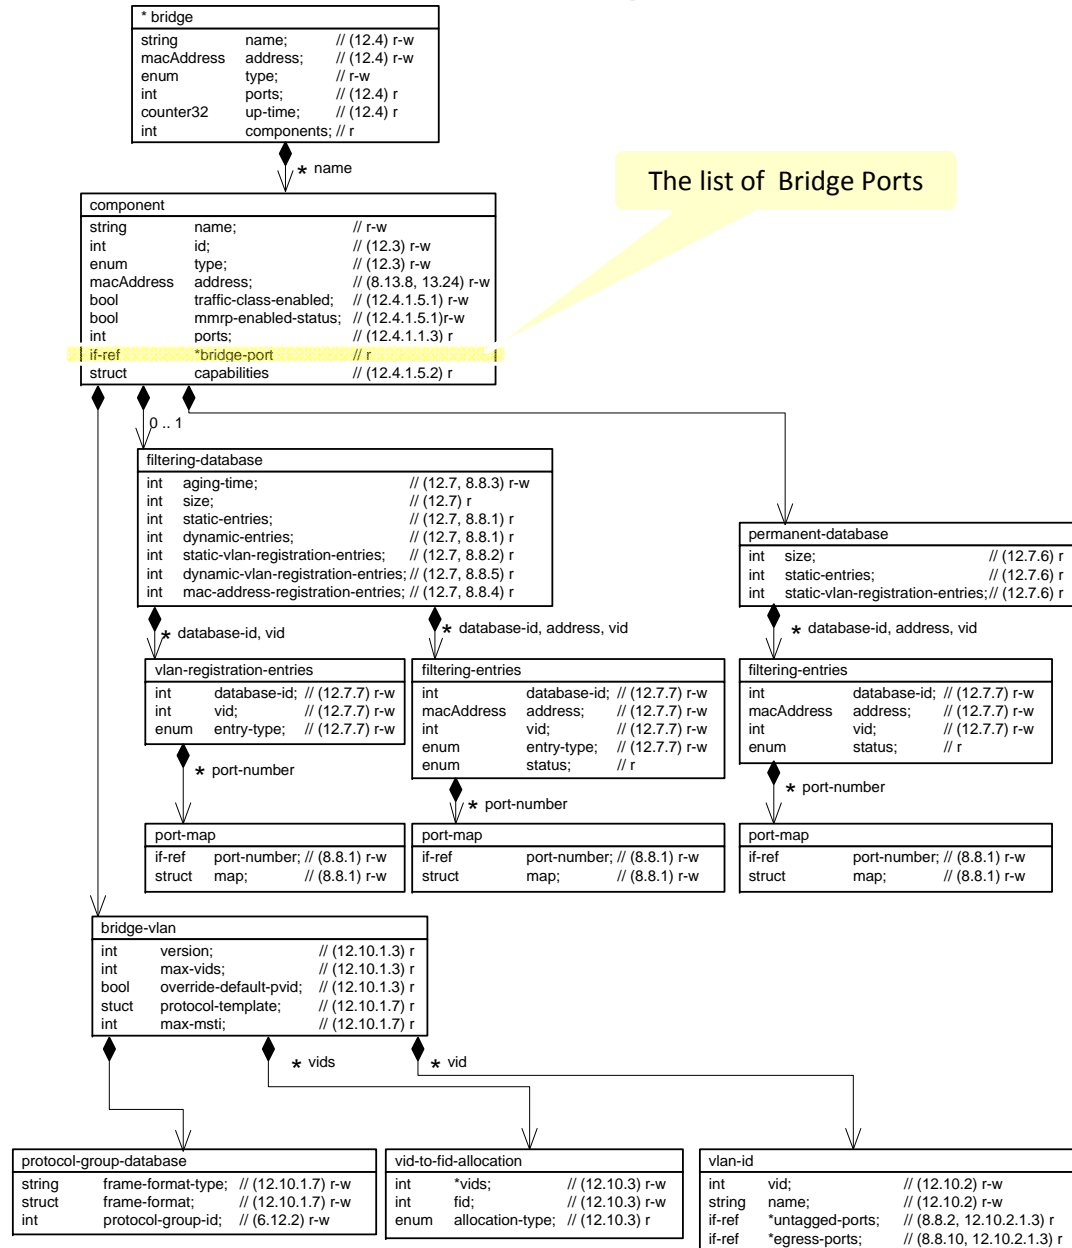 * bridge
string name; // (12.4) r-w
macAddress address; // (12.4) r-w
enum type; // r-w
int ports; // (12.4) r
counter32 up-time; // (12.4) r
int components; // r
* name
The list of Bridge Ports
component
string name; // r-w
int id; // (12.3) r-w
enum type; // (12.3) r-w
macAddress address; // (8.13.8, 13.24) r-w
bool traffic-class-enabled; // (12.4.1.5.1) r-w
bool mmrp-enabled-status; // (12.4.1.5.1)r-w
int ports; // (12.4.1.1.3) r
if-ref *bridge-port // r
struct capabilities // (12.4.1.5.2) r
0 .. 1
filtering-database
int aging-time; // (12.7, 8.8.3) r-w
int size; // (12.7) r
int static-entries; // (12.7, 8.8.1) r
int dynamic-entries; // (12.7, 8.8.1) r
int static-vlan-registration-entries; // (12.7, 8.8.2) r
int dynamic-vlan-registration-entries; // (12.7, 8.8.5) r
int mac-address-registration-entries; // (12.7, 8.8.4) r
permanent-database
int size; // (12.7.6) r
int static-entries; // (12.7.6) r
int static-vlan-registration-entries; // (12.7.6) r
* database-id, vid
* database-id, address, vid
* database-id, address, vid
vlan-registration-entries
int database-id; // (12.7.7) r-w
int vid; // (12.7.7) r-w
enum entry-type; // (12.7.7) r-w
filtering-entries
int database-id; // (12.7.7) r-w
macAddress address; // (12.7.7) r-w
int vid; // (12.7.7) r-w
enum entry-type; // (12.7.7) r-w
enum status; // r
filtering-entries
int database-id; // (12.7.7) r-w
macAddress address; // (12.7.7) r-w
int vid; // (12.7.7) r-w
enum status; // r
* port-number
* port-number
* port-number
port-map
if-ref port-number; // (8.8.1) r-w
struct map; // (8.8.1) r-w
port-map
if-ref port-number; // (8.8.1) r-w
struct map; // (8.8.1) r-w
port-map
if-ref port-number; // (8.8.1) r-w
struct map; // (8.8.1) r-w
bridge-vlan
int version; // (12.10.1.3) r
int max-vids; // (12.10.1.3) r
bool override-default-pvid; // (12.10.1.3) r
stuct protocol-template; // (12.10.1.7) r
int max-msti; // (12.10.1.7) r
* vids
* vid
protocol-group-database
string frame-format-type; // (12.10.1.7) r-w
struct frame-format; // (12.10.1.7) r-w
int protocol-group-id; // (6.12.2) r-w
vid-to-fid-allocation
int *vids; // (12.10.3) r-w
int fid; // (12.10.3) r-w
enum allocation-type; // (12.10.3) r
vlan-id
int vid; // (12.10.2) r-w
string name; // (12.10.2) r-w
if-ref *untagged-ports; // (8.8.2, 12.10.2.1.3) r
if-ref *egress-ports; // (8.8.10, 12.10.2.1.3) r